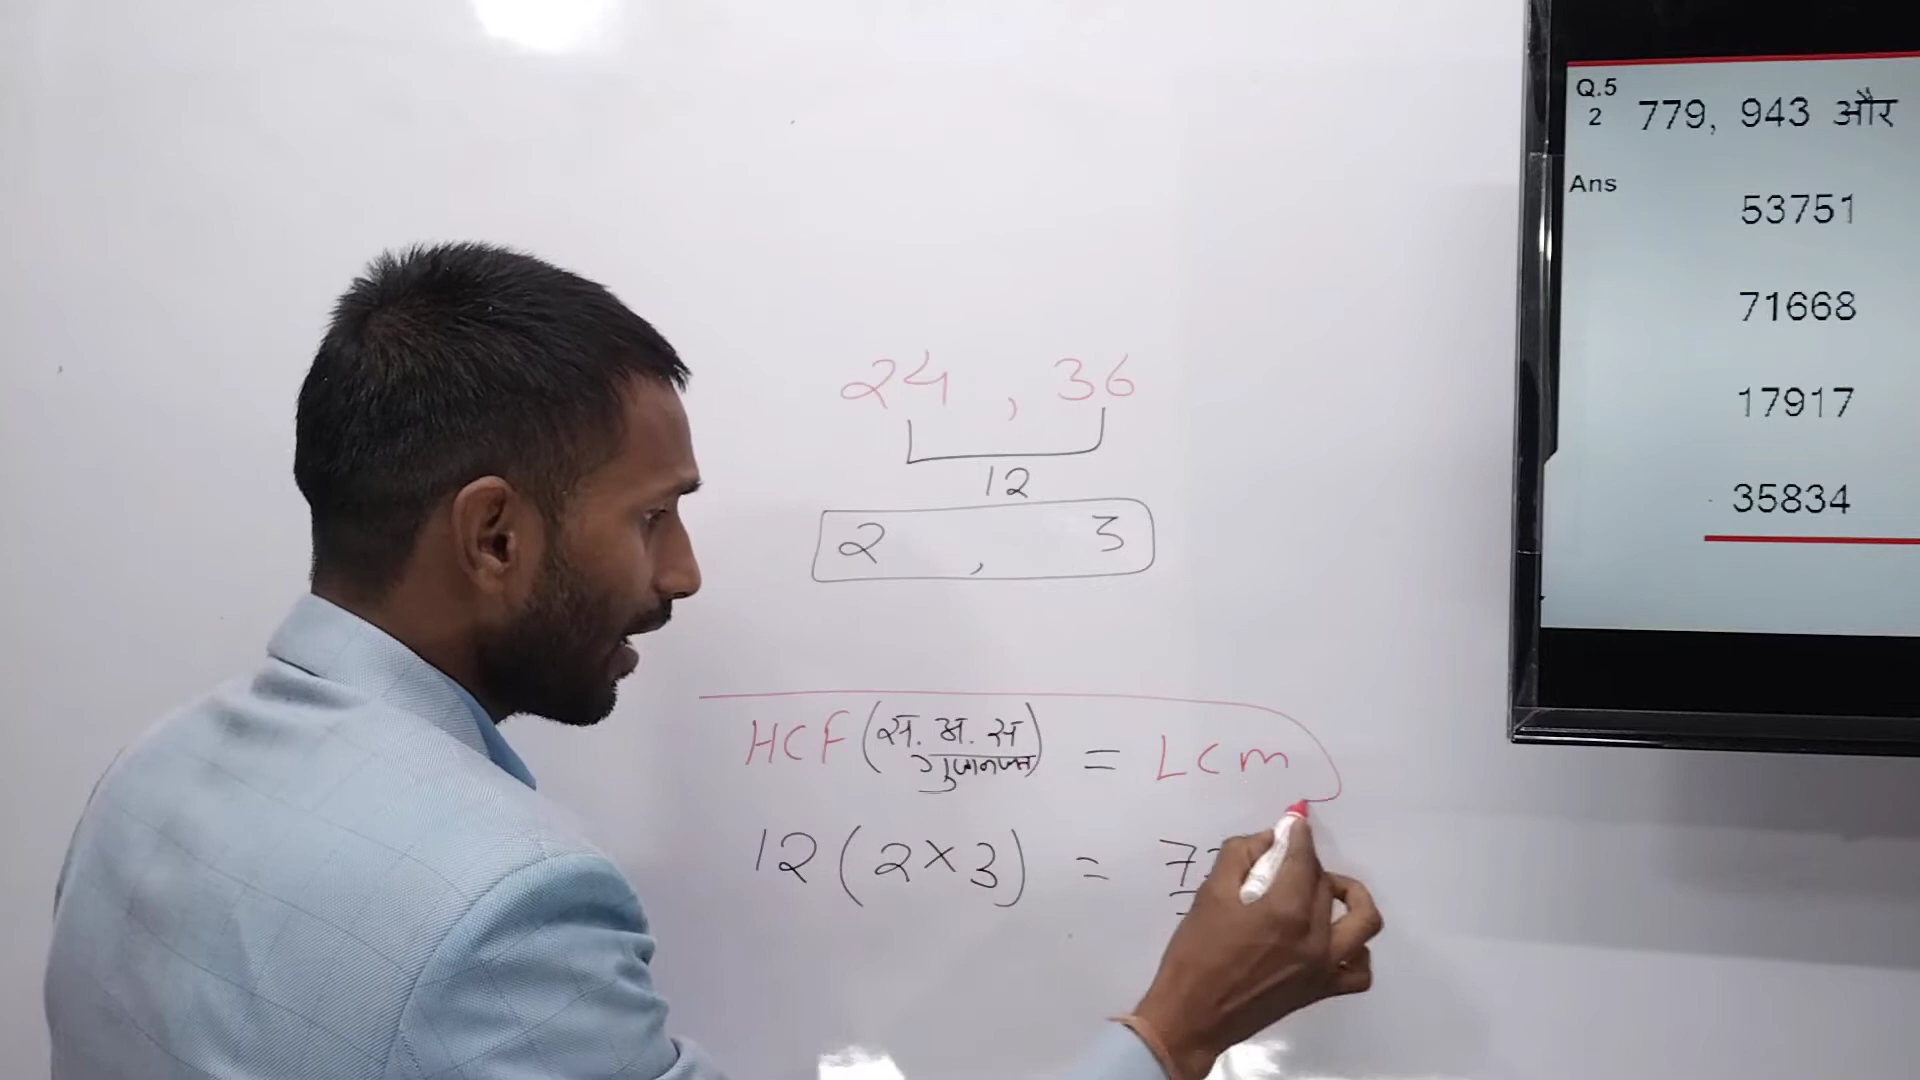 24 , 36
12
2 , 3
HCF (स. अ. स गुणनफल) = LCM
12 (2×3) = 7
Q.5 2 779, 943 और
Ans 53751
71668
17917
35834